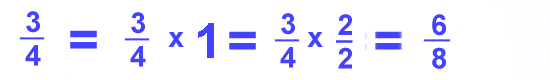 3/4 = 3/4 x 1 = 3/4 x 2/2 = 6/8